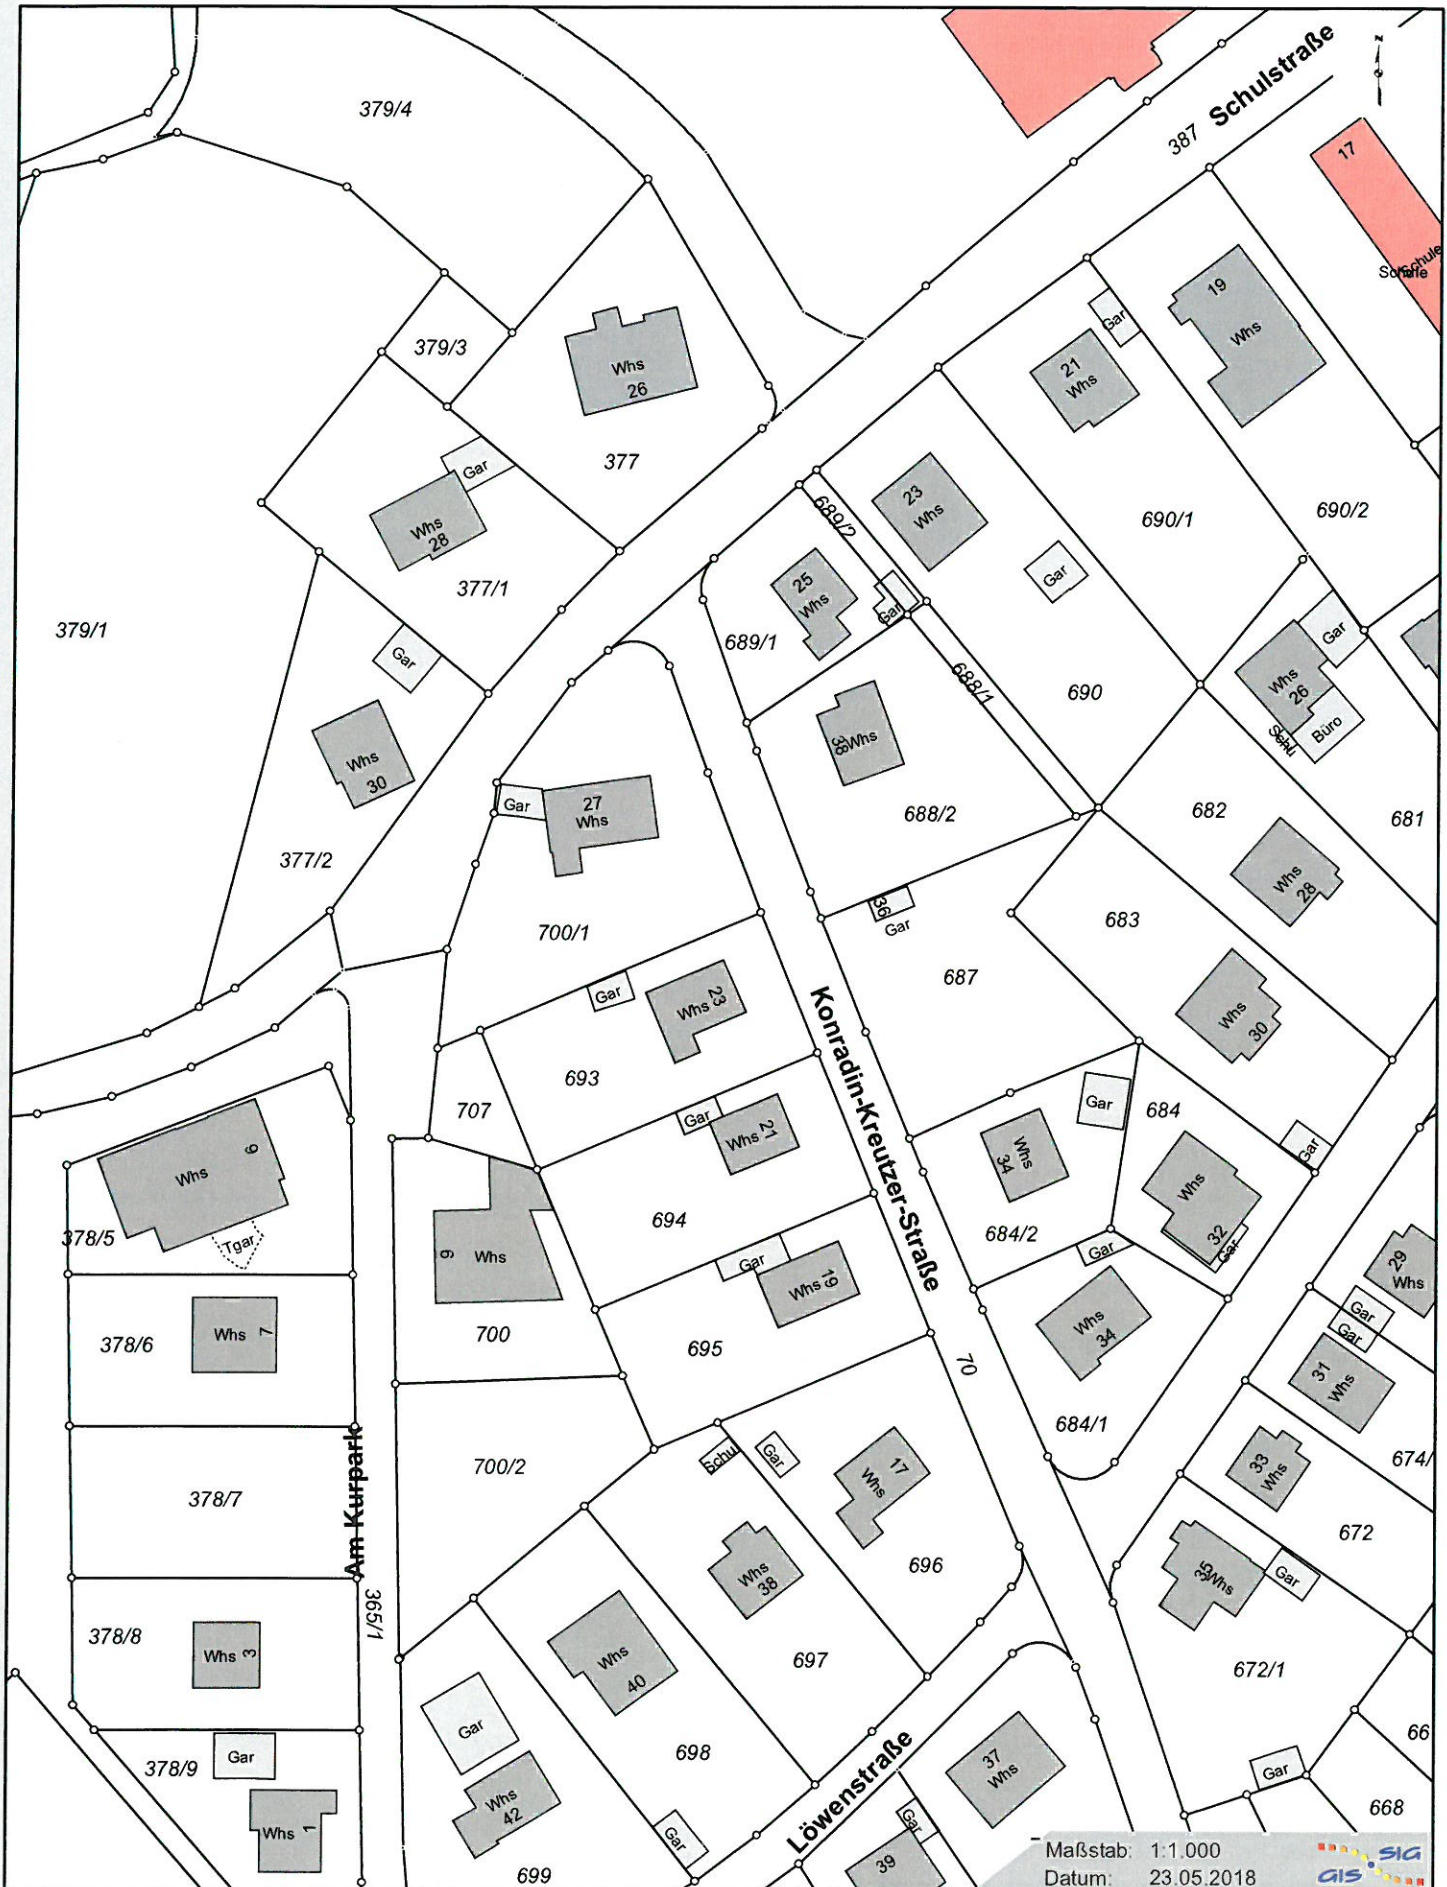 379/4
Schulstraße
387
17
Schule
Schule
19
Whs
Gar
21
Whs
379/3
Whs
26
377
Gar
Whs
28
377/1
689/2
23
Whs
690/1
690/2
Gar
25
Whs
Gar
689/1
379/1
Gar
688/1
690
Gar
Whs
26
Büro
Schu
Whs
30
38
Whs
Gar
27
Whs
377/2
688/2
682
681
Whs
28
36
Gar
700/1
683
687
Gar
Whs
23
Konradin-Kreutzer-Straße
Whs
30
693
707
Gar
Whs
21
Gar
684
Gar
Whs
34
Whs
9
378/5
Tgar
694
684/2
Whs
32
Gar
Gar
9
Whs
Gar
Whs
19
29
Whs
Gar
Gar
378/6
Whs
7
700
695
70
Whs
34
31
Whs
684/1
Am Kurpark
378/7
700/2
Schu
Gar
17
Whs
33
Whs
674/
672
365/1
696
Whs
38
35
Whs
Gar
378/8
Whs
3
Whs
40
697
672/1
Gar
698
Löwenstraße
66
378/9
Gar
37
Whs
Gar
668
Whs
42
Whs
1
Gar
Gar
39
699
Maßstab: 1:1.000
Datum: 23.05.2018
SIG
GIS
N